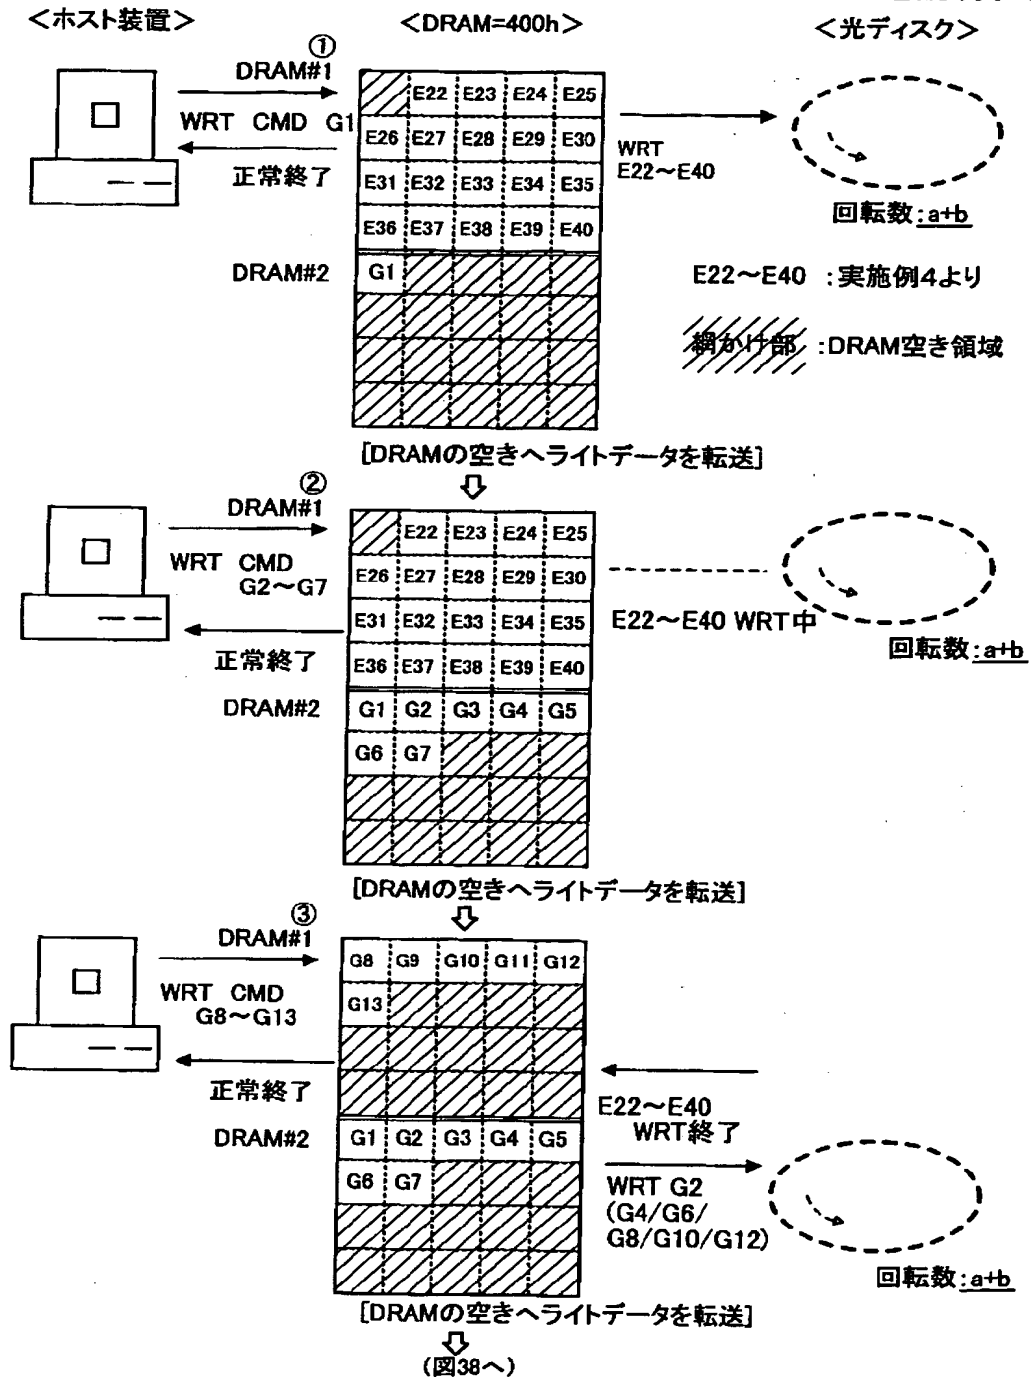 ＜ホスト装置＞
＜DRAM=400h＞
＜光ディスク＞
①
DRAM#1
WRT CMD G1
正常終了
E22 E23 E24 E25
E26 E27 E28 E29 E30
E31 E32 E33 E34 E35
E36 E37 E38 E39 E40
DRAM#2
G1
WRT
E22～E40
回転数:a+b
E22～E40 :実施例4より
網かけ部 :DRAM空き領域
[DRAMの空きへライトデータを転送]
②
DRAM#1
WRT CMD
G2～G7
正常終了
E22 E23 E24 E25
E26 E27 E28 E29 E30
E31 E32 E33 E34 E35
E36 E37 E38 E39 E40
DRAM#2
G1 G2 G3 G4 G5
G6 G7
E22～E40 WRT中
回転数:a+b
[DRAMの空きへライトデータを転送]
③
DRAM#1
WRT CMD
G8～G13
正常終了
G8 G9 G10 G11 G12
G13
DRAM#2
G1 G2 G3 G4 G5
G6 G7
E22～E40
WRT終了
WRT G2
(G4/G6/
G8/G10/G12)
回転数:a+b
[DRAMの空きへライトデータを転送]
(図38へ)